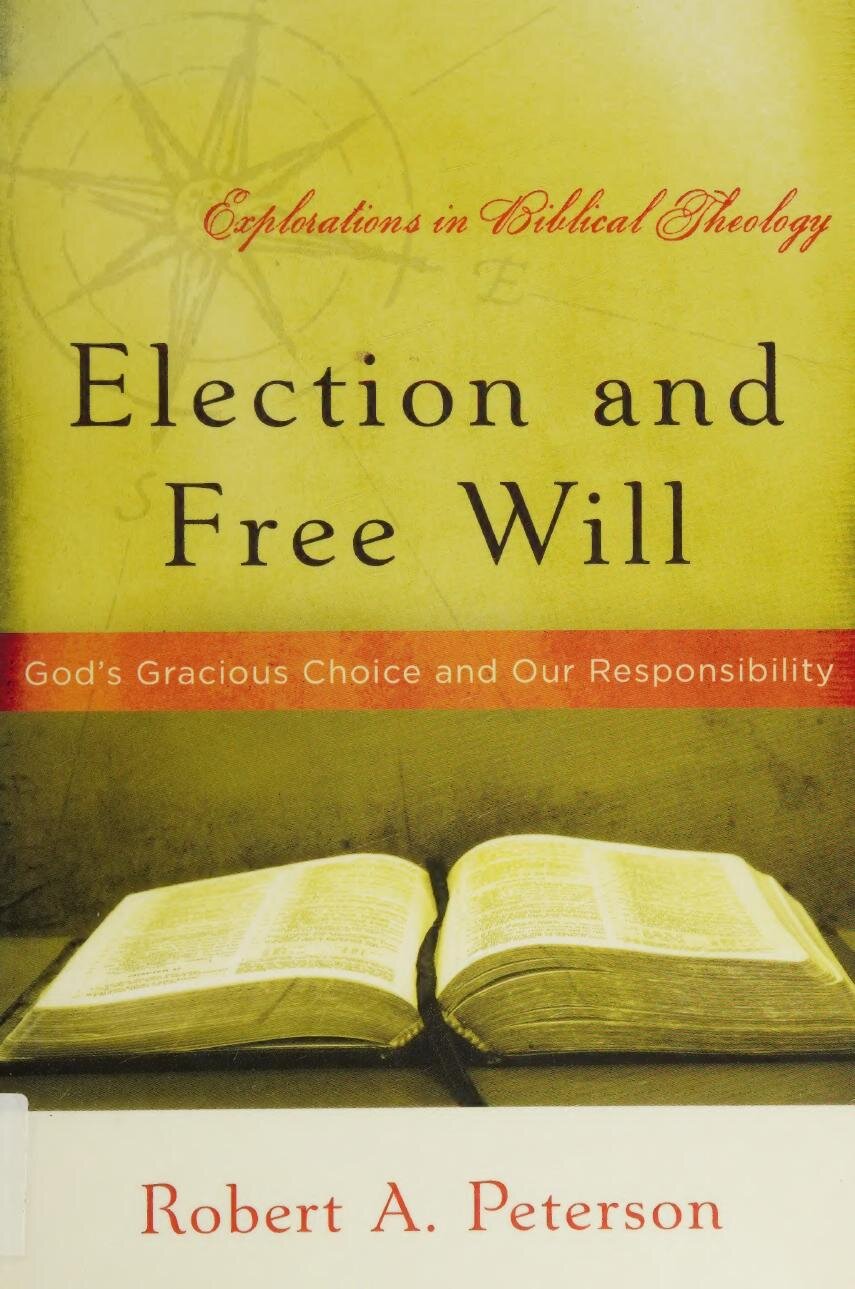 Explorations in Biblical Theology
E
Election and
S
Free Will
God's Gracious Choice and Our Responsibility
Robert A. Peterson